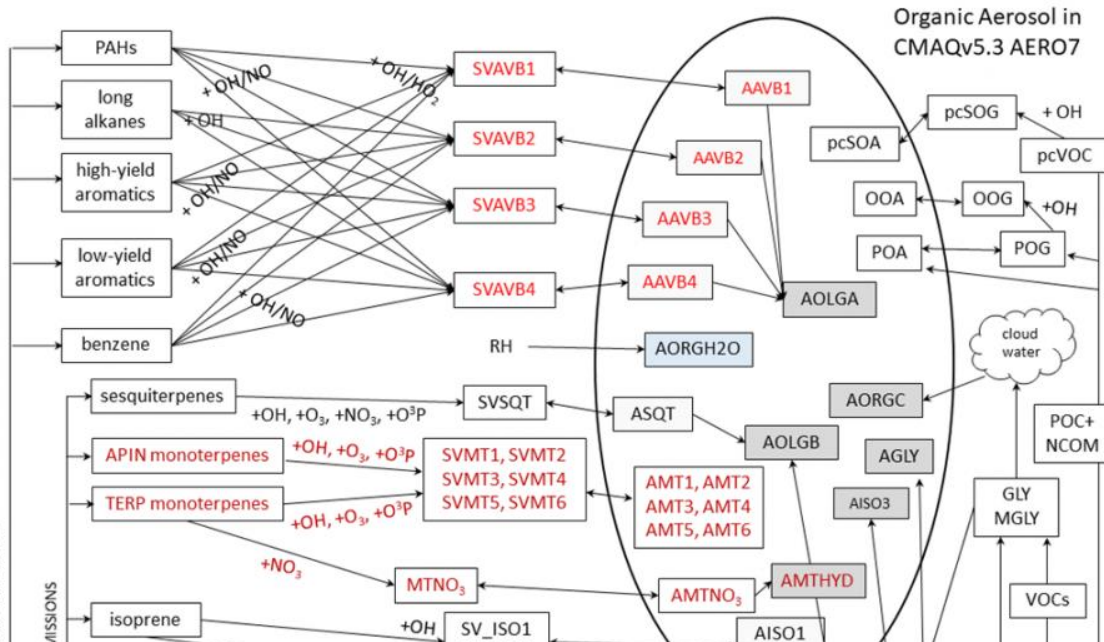 Organic Aerosol in
CMAQv5.3 AERO7
PAHs
long
alkanes
high-yield
aromatics
low-yield
aromatics
benzene
+ OH/NO
+ OH
+ OH/NO
+ OH/NO
+ OH/NO
+ OH/HO₂
SVAVB1
SVAVB2
SVAVB3
SVAVB4
AAVB1
AAVB2
AAVB3
AAVB4
AOLGA
pcSOA
pcSOG
+ OH
pcVOC
OOA
OOG
+OH
POA
POG
RH
AORGH2O
cloud
water
sesquiterpenes
+OH, +O₃, +NO₃, +O³P
SVSQT
ASQT
AOLGB
AORGC
AGLY
AISO3
POC+
NCOM
APIN monoterpenes
+OH, +O₃, +O³P
TERP monoterpenes
+OH, +O₃, +O³P
SVMT1, SVMT2
SVMT3, SVMT4
SVMT5, SVMT6
AMT1, AMT2
AMT3, AMT4
AMT5, AMT6
GLY
MGLY
+NO₃
MTNO₃
AMTNO₃
AMTHYD
VOCs
MISSIONS
isoprene
+OH
SV_ISO1
AISO1